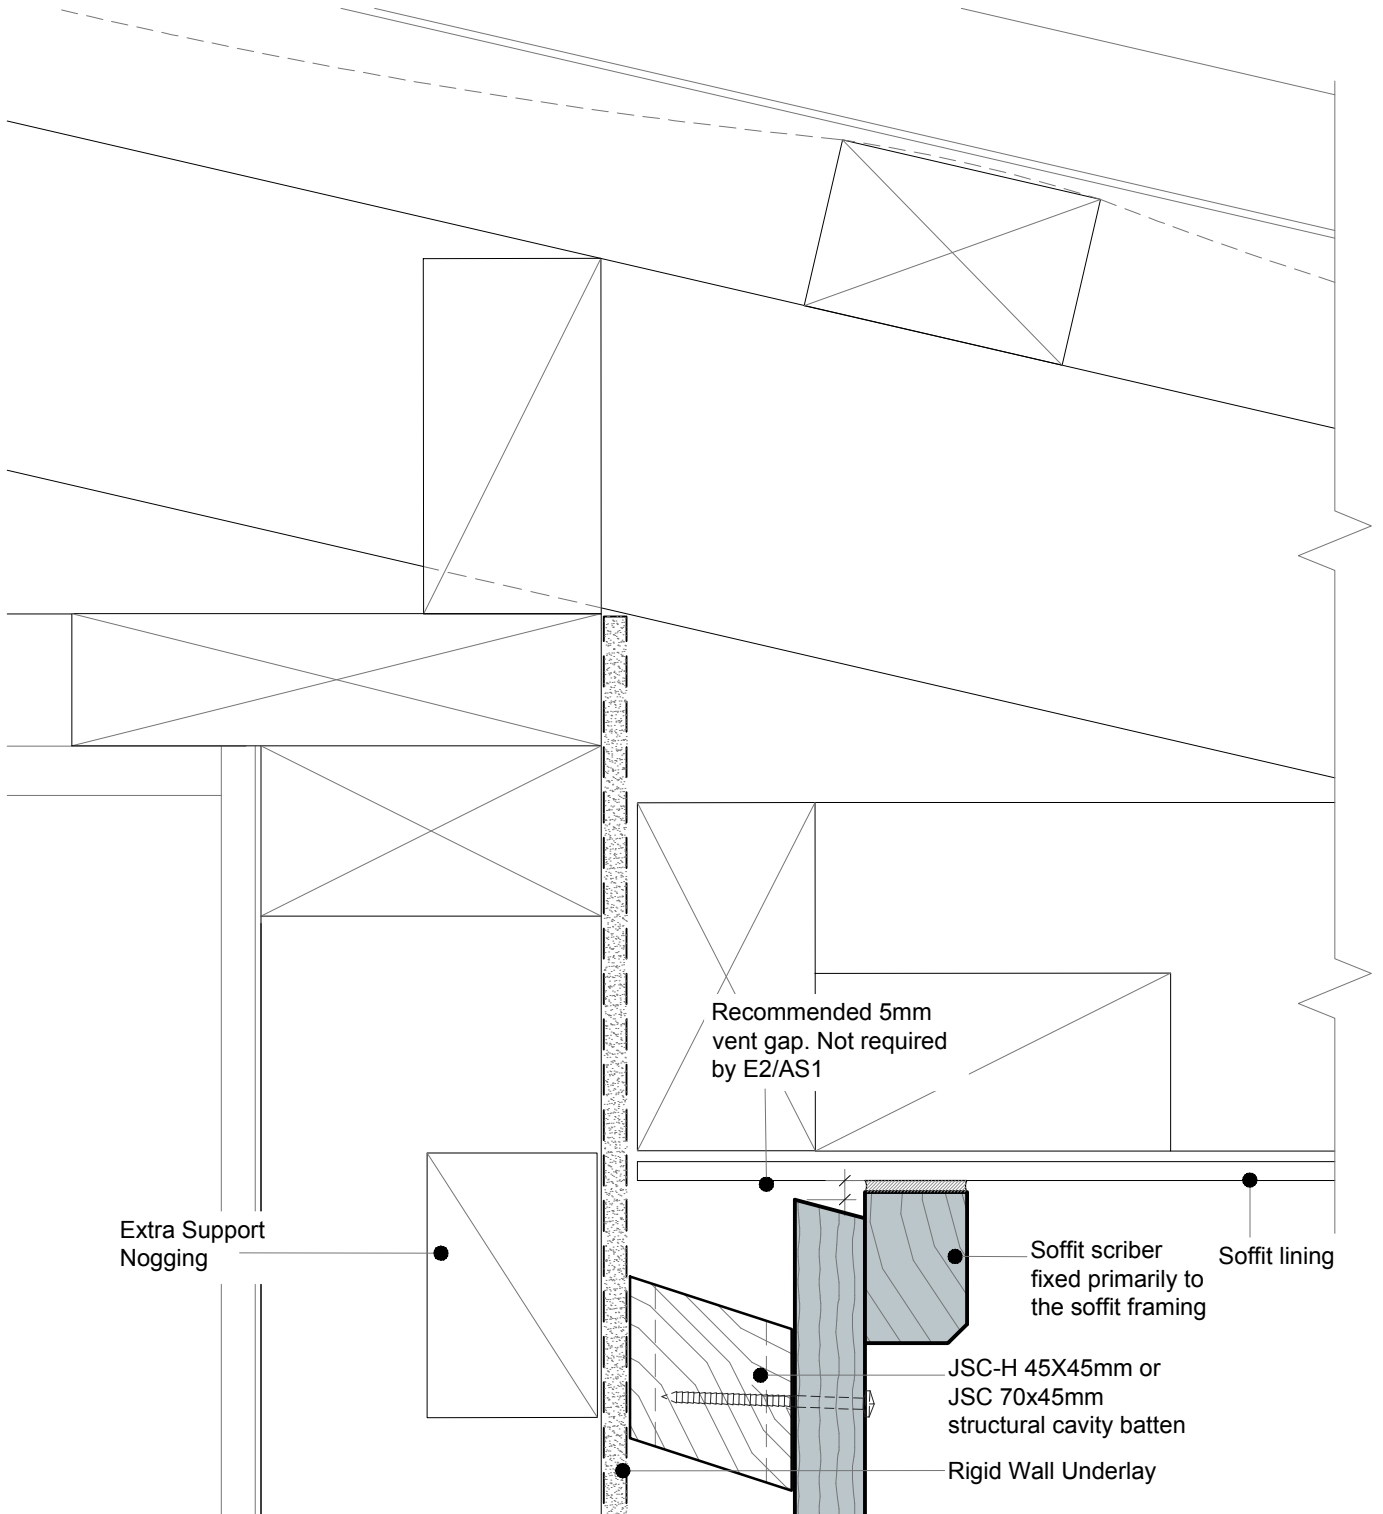 Recommended 5mm
vent gap. Not required
by E2/AS1
Extra Support
Nogging
Soffit scriber
fixed primarily to
the soffit framing
Soffit lining
JSC-H 45X45mm or
JSC 70x45mm
structural cavity batten
Rigid Wall Underlay